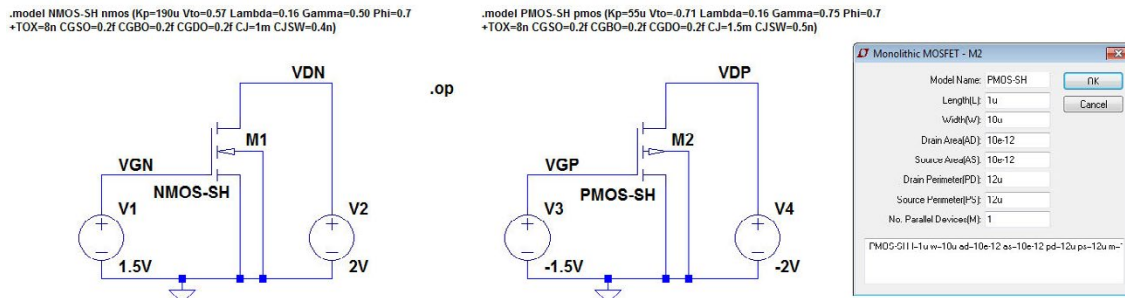 .model NMOS-SH nmos (Kp=190u Vto=0.57 Lambda=0.16 Gamma=0.50 Phi=0.7
+TOX=8n CGSO=0.2f CGBO=0.2f CGDO=0.2f CJ=1m CJSW=0.4n)
.model PMOS-SH pmos (Kp=55u Vto=-0.71 Lambda=0.16 Gamma=0.75 Phi=0.7
+TOX=8n CGSO=0.2f CGBO=0.2f CGDO=0.2f CJ=1.5m CJSW=0.5n)
VDN
M1
VGN
NMOS-SH
V1
V2
1.5V
2V
.op
VDP
M2
VGP
PMOS-SH
V3
V4
-1.5V
-2V
Monolithic MOSFET - M2
Model Name: PMOS-SH
OK
Length(L): 1u
Cancel
Width(W): 10u
Drain Area(AD): 10e-12
Source Area(AS): 10e-12
Drain Perimeter(PD): 12u
Source Perimeter(PS): 12u
No. Parallel Devices(M): 1
PMOS-SH l=1u w=10u ad=10e-12 as=10e-12 pd=12u ps=12u m=